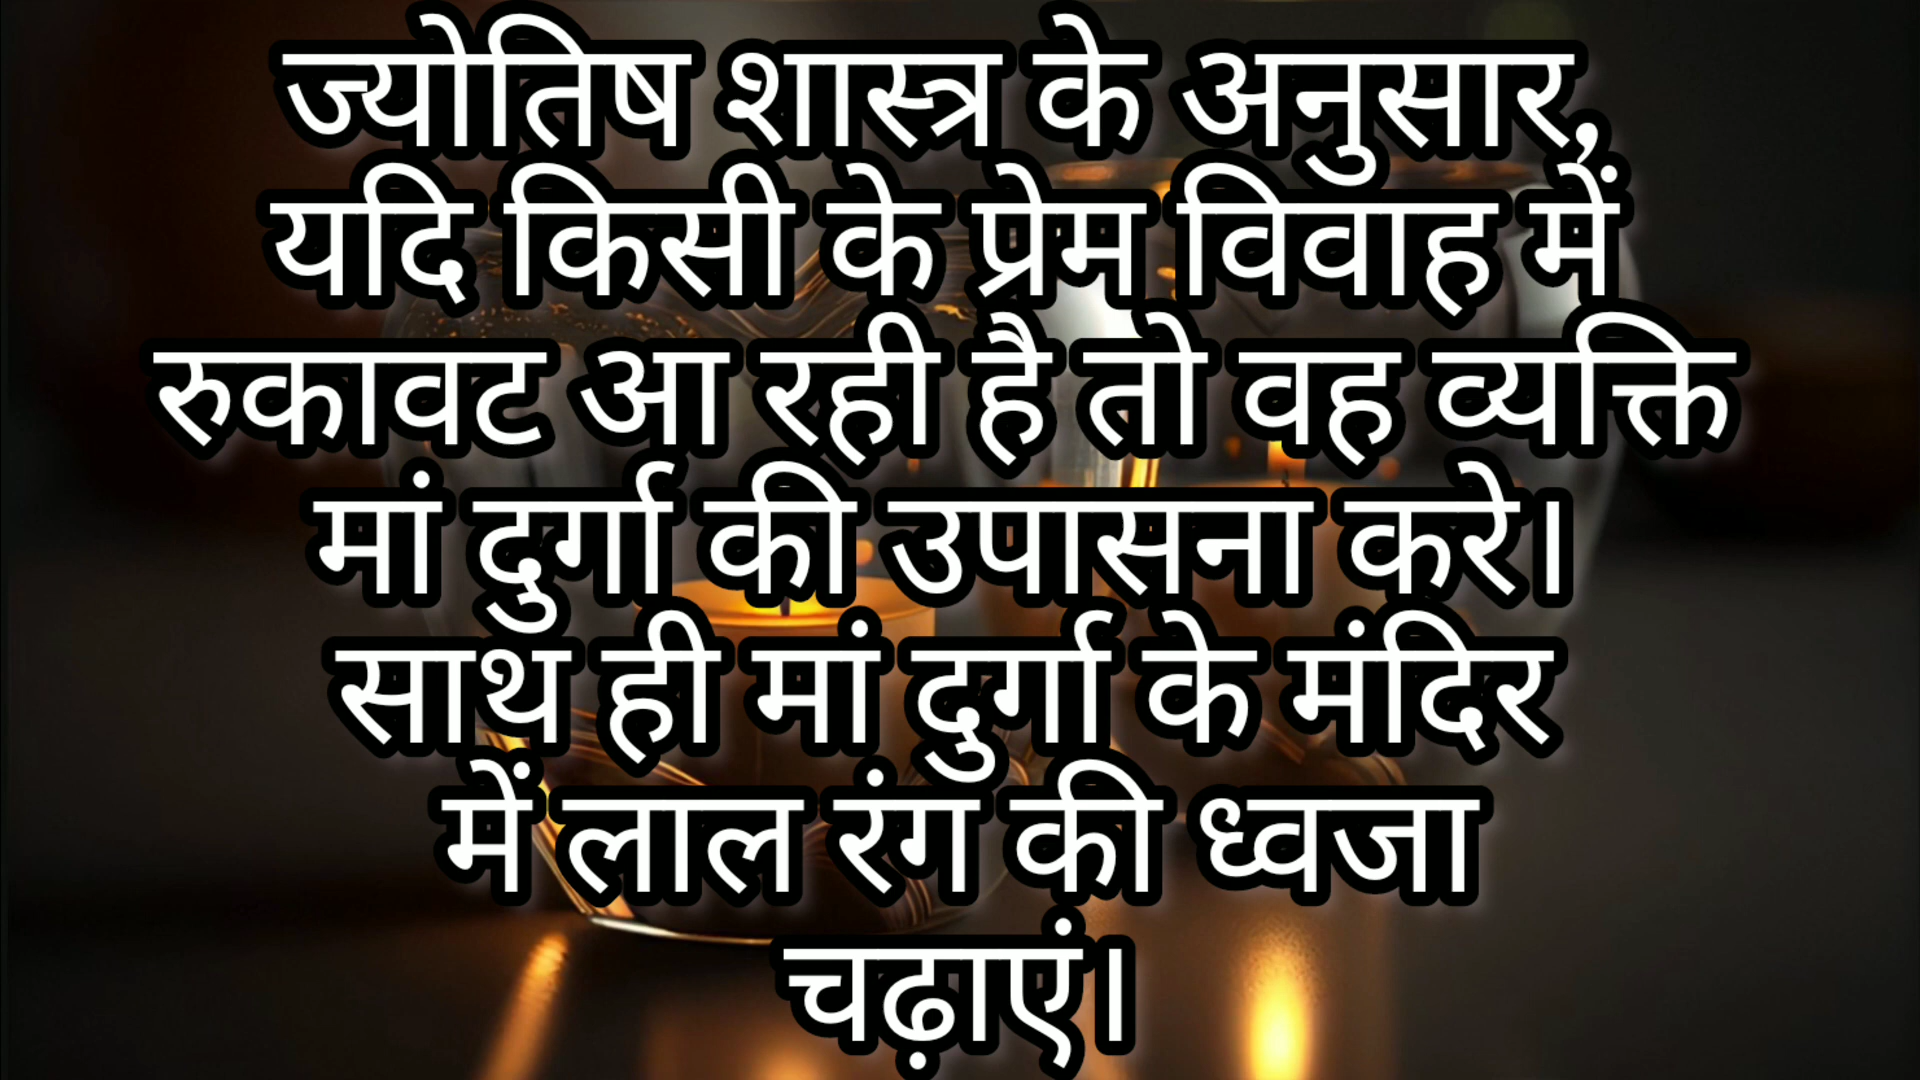 ज्योतिष शास्त्र के अनुसार,
यदि किसी के प्रेम विवाह में
रुकावट आ रही है तो वह व्यक्ति
मां दुर्गा की उपासना करे।
साथ ही मां दुर्गा के मंदिर
में लाल रंग की ध्वजा
चढ़ाएं।